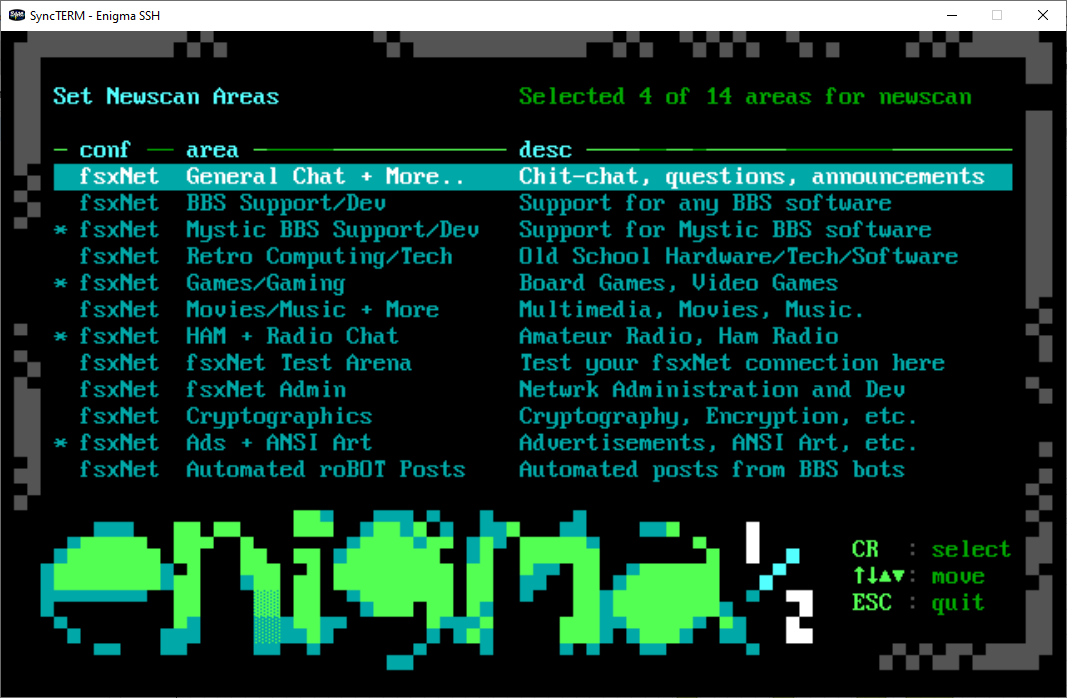 SyncTERM - Enigma SSH
Set Newscan Areas Selected 4 of 14 areas for newscan
conf area desc
fsxNet General Chat + More.. Chit-chat, questions, announcements
fsxNet BBS Support/Dev Support for any BBS software
* fsxNet Mystic BBS Support/Dev Support for Mystic BBS software
fsxNet Retro Computing/Tech Old School Hardware/Tech/Software
* fsxNet Games/Gaming Board Games, Video Games
fsxNet Movies/Music + More Multimedia, Movies, Music.
* fsxNet HAM + Radio Chat Amateur Radio, Ham Radio
fsxNet fsxNet Test Arena Test your fsxNet connection here
fsxNet fsxNet Admin Netwrk Administration and Dev
fsxNet Cryptographics Cryptography, Encryption, etc.
* fsxNet Ads + ANSI Art Advertisements, ANSI Art, etc.
fsxNet Automated roBOT Posts Automated posts from BBS bots
enigma 1/2
CR : select
↑↓▲▼: move
ESC : quit